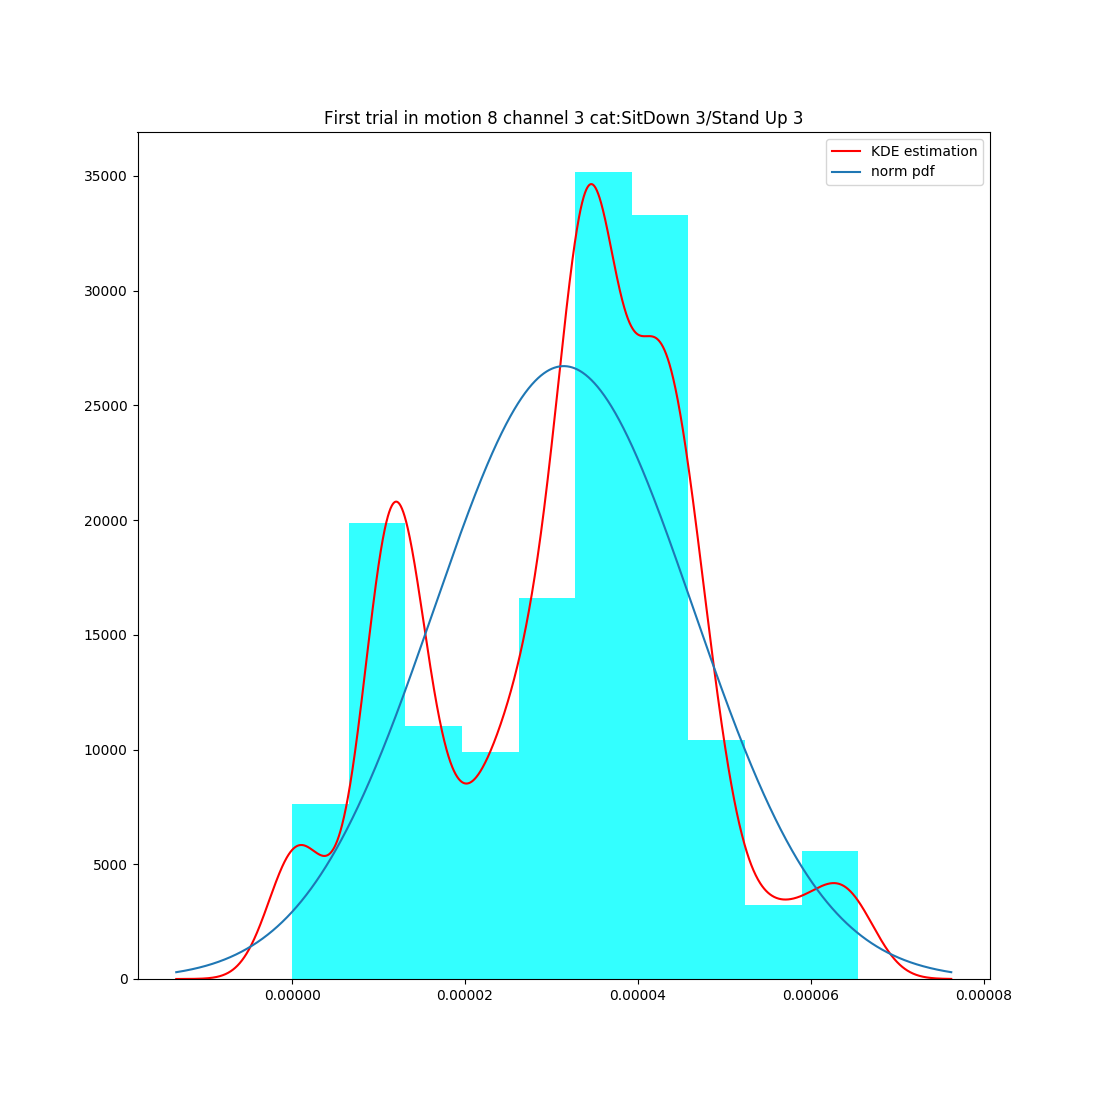 First trial in motion 8 channel 3 cat:SitDown 3/Stand Up 3
KDE estimation
norm pdf
35000
30000
25000
20000
15000
10000
5000
0
0.00000 0.00002 0.00004 0.00006 0.00008